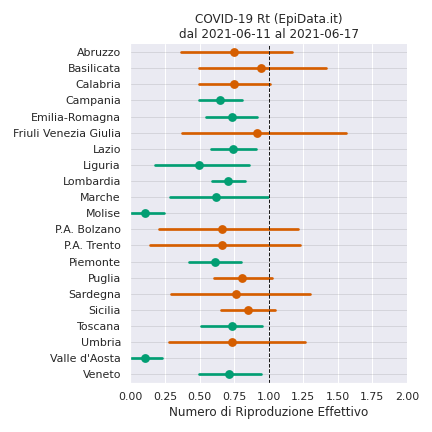 COVID-19 Rt (EpiData.it)
dal 2021-06-11 al 2021-06-17
Abruzzo
Basilicata
Calabria
Campania
Emilia-Romagna
Friuli Venezia Giulia
Lazio
Liguria
Lombardia
Marche
Molise
P.A. Bolzano
P.A. Trento
Piemonte
Puglia
Sardegna
Sicilia
Toscana
Umbria
Valle d'Aosta
Veneto
0.00 0.25 0.50 0.75 1.00 1.25 1.50 1.75 2.00
Numero di Riproduzione Effettivo